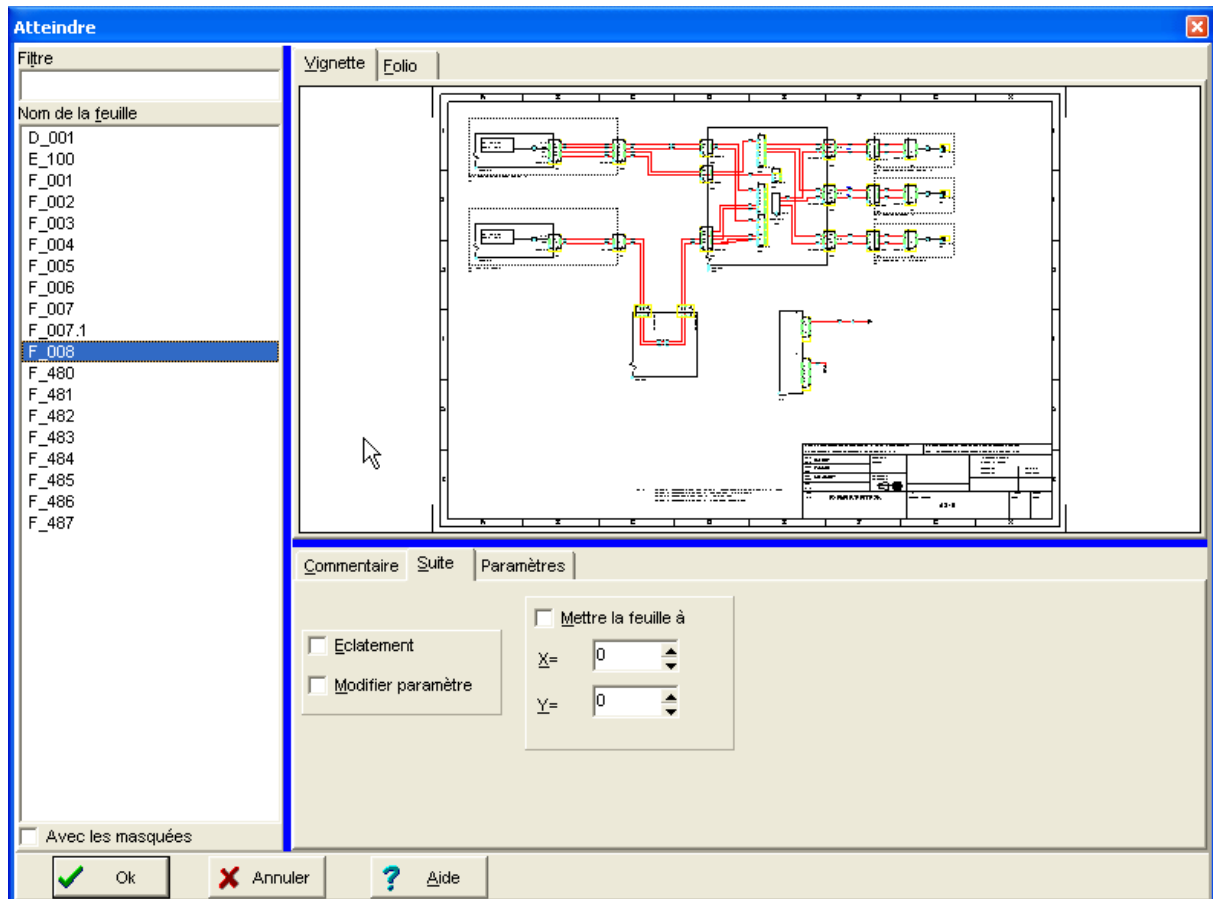 Atteindre
Filtre
Nom de la feuille
D_001
E_100
F_001
F_002
F_003
F_004
F_005
F_006
F_007
F_007.1
F_008
F_480
F_481
F_482
F_483
F_484
F_485
F_486
F_487
Avec les masquées
Vignette Folio
Commentaire Suite Paramètres
Eclatement
Modifier paramètre
Mettre la feuille à
X= 0
Y= 0
Ok Annuler Aide